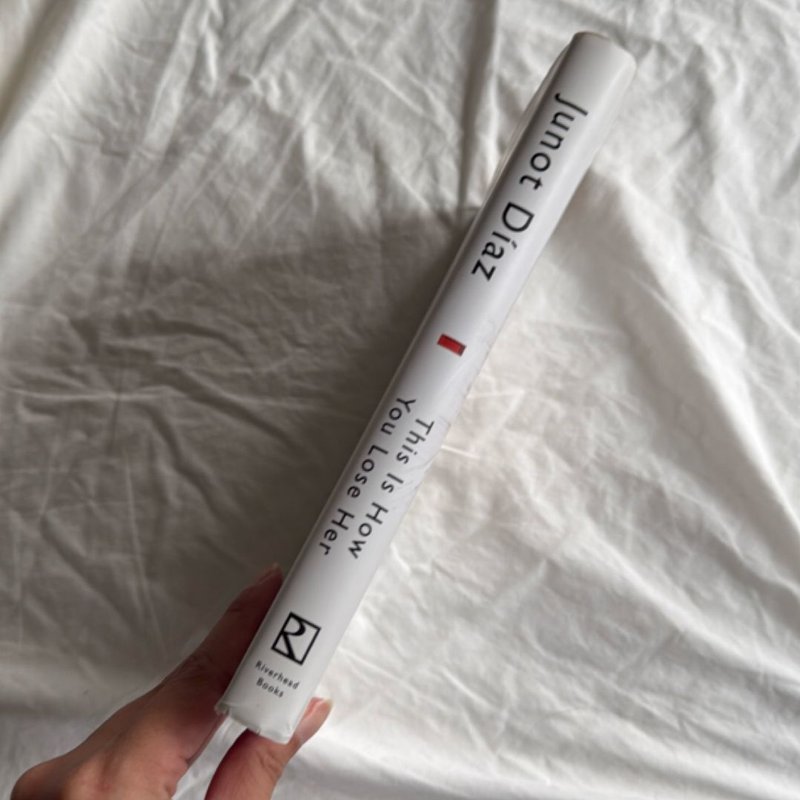 Junot Díaz
This Is How
You Lose Her
Riverhead
Books